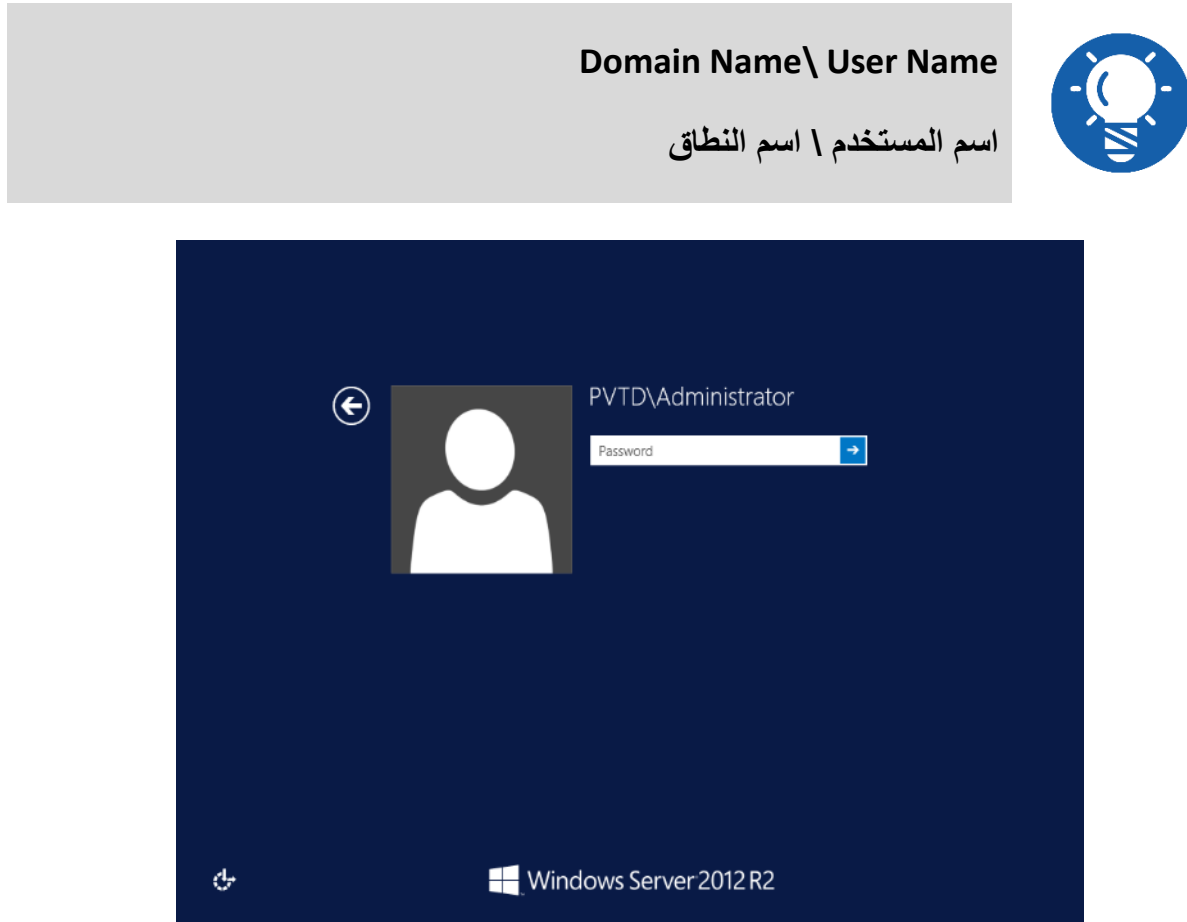 Domain Name\ User Name
اسم المستخدم \ اسم النطاق
PVTD\Administrator
Password
Windows Server 2012 R2